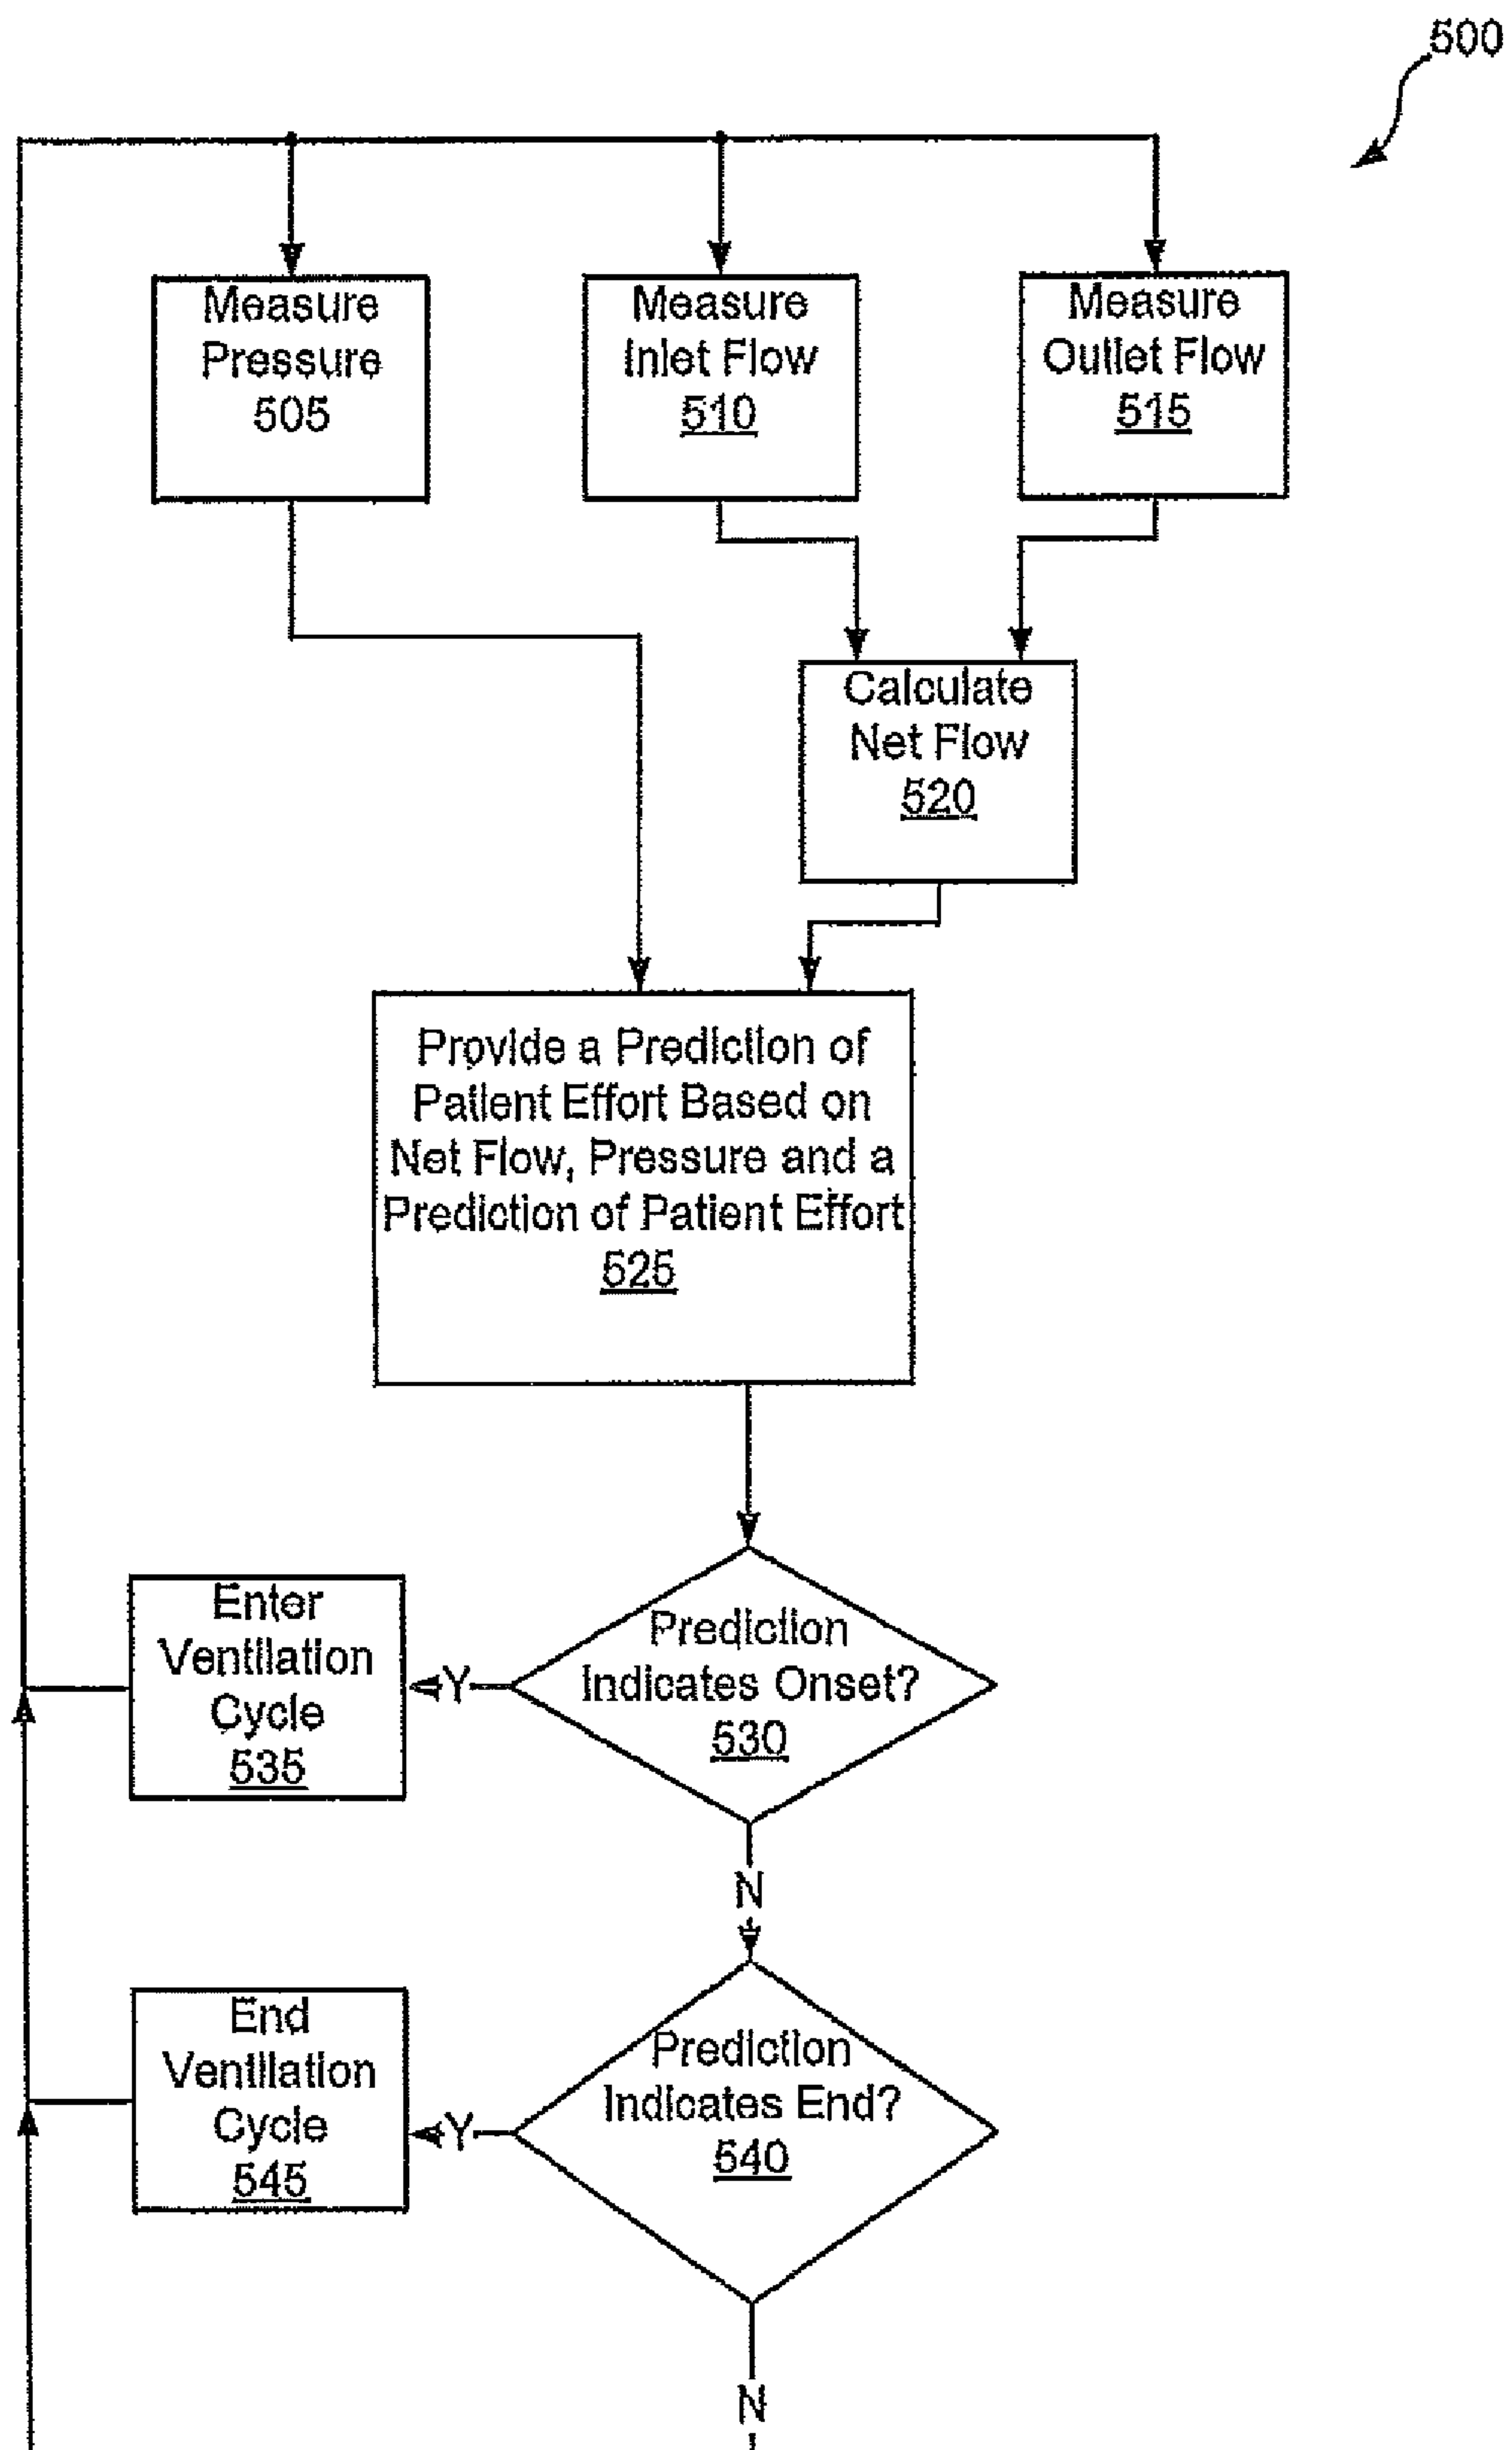 500
Measure
Pressure
505
Measure
Inlet Flow
510
Measure
Outlet Flow
515
Calculate
Net Flow
520
Provide a Prediction of
Patient Effort Based on
Net Flow, Pressure and a
Prediction of Patient Effort
525
Prediction
Indicates Onset?
530
Y
Enter
Ventilation
Cycle
535
N
Prediction
Indicates End?
540
Y
End
Ventilation
Cycle
545
N